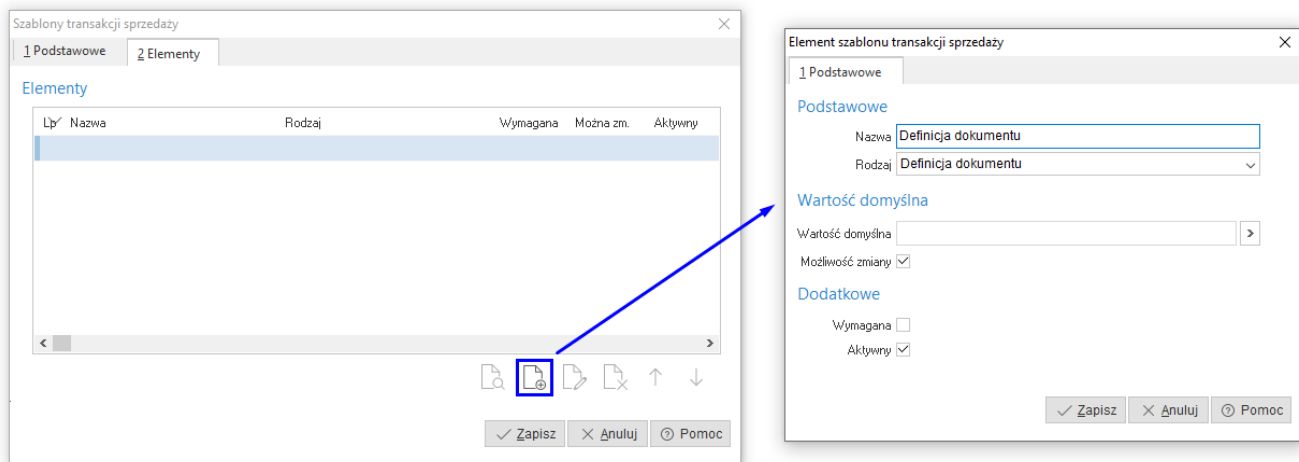 Szablony transakcji sprzedaży
1 Podstawowe 2 Elementy
Elementy
Lp Nazwa Rodzaj Wymagana Można zm. Aktywny
Zapisz Anuluj Pomoc
Element szablonu transakcji sprzedaży
1 Podstawowe
Podstawowe
Nazwa Definicja dokumentu
Rodzaj Definicja dokumentu
Wartość domyślna
Wartość domyślna
Możliwość zmiany
Dodatkowe
Wymagana
Aktywny
Zapisz Anuluj Pomoc